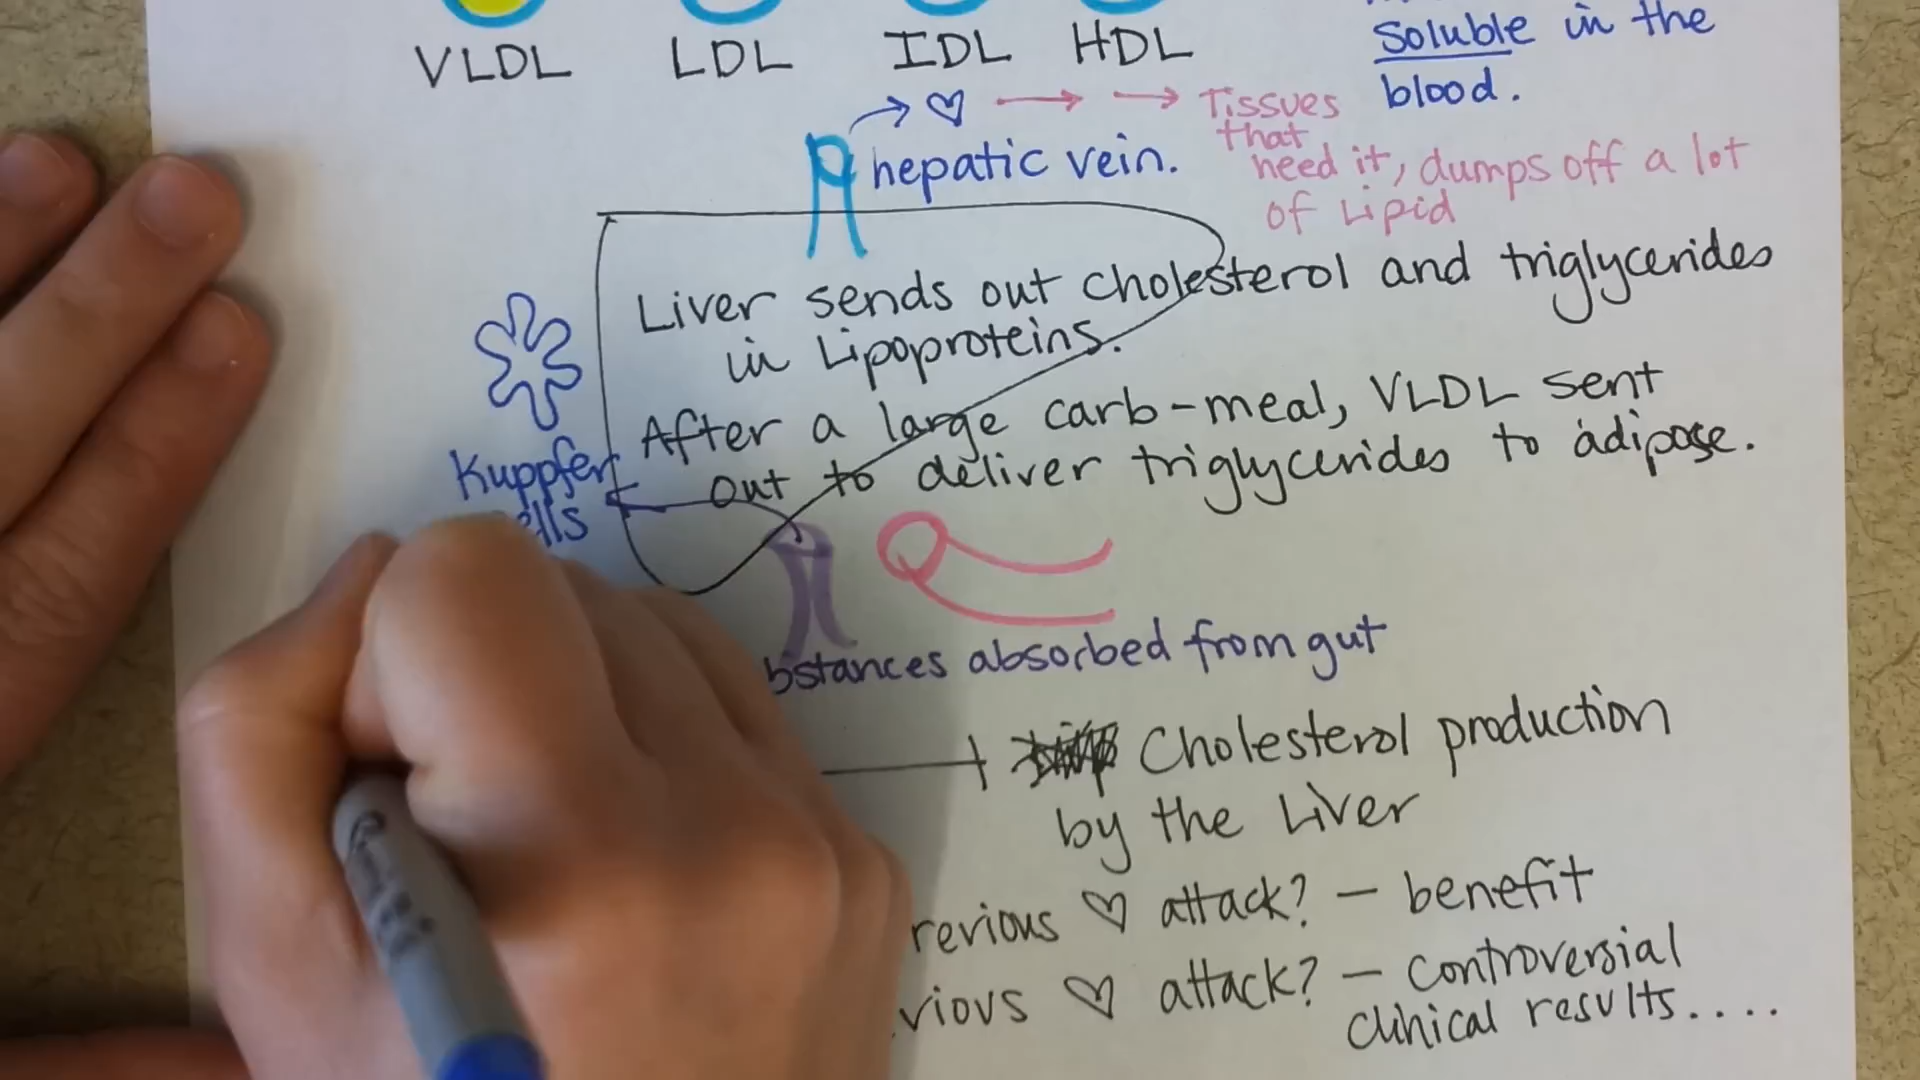 VLDL LDL IDL HDL
Soluble in the
blood.
→ ♡ → → Tissues
that
need it, dumps off a lot
of Lipid
hepatic vein.
Liver sends out cholesterol and triglycerides
in Lipoproteins.
After a large carb-meal, VLDL sent
out to deliver triglycerides to adipose.
Kupffer
ells
bstances absorbed from gut
Cholesterol production
by the Liver
revious ♡ attack? – benefit
vious ♡ attack? – controversial
clinical results....